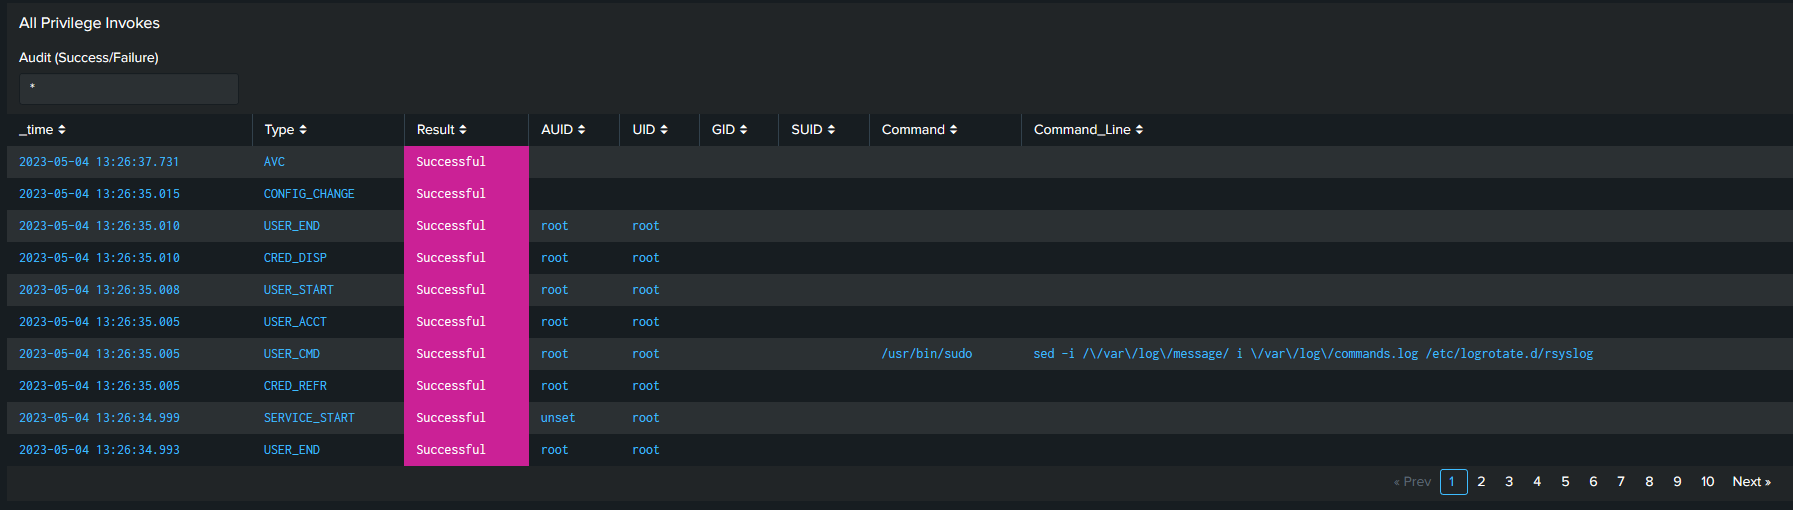 All Privilege Invokes
Audit (Success/Failure)
*
_time Type Result AUID UID GID SUID Command Command_Line
2023-05-04 13:26:37.731 AVC Successful
2023-05-04 13:26:35.015 CONFIG_CHANGE Successful
2023-05-04 13:26:35.010 USER_END Successful root root
2023-05-04 13:26:35.010 CRED_DISP Successful root root
2023-05-04 13:26:35.008 USER_START Successful root root
2023-05-04 13:26:35.005 USER_ACCT Successful root root
2023-05-04 13:26:35.005 USER_CMD Successful root root /usr/bin/sudo sed -i /\/var\/log\/message/ i \/var\/log\/commands.log /etc/logrotate.d/rsyslog
2023-05-04 13:26:35.005 CRED_REFR Successful root root
2023-05-04 13:26:34.999 SERVICE_START Successful unset root
2023-05-04 13:26:34.993 USER_END Successful root root
« Prev 1 2 3 4 5 6 7 8 9 10 Next »